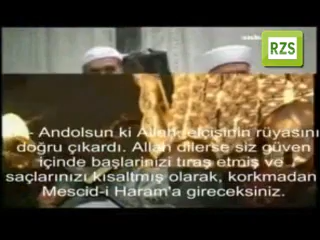 RZS
- Andolsun ki Allah, elçisinin rüyasını
doğru çıkardı. Allah dilerse siz güven
içinde başlarınizi tıraş etmiş ve
saçlarınızı kısaltmış olarak, korkmadan
Mescid-i Haram'a gireceksiniz.